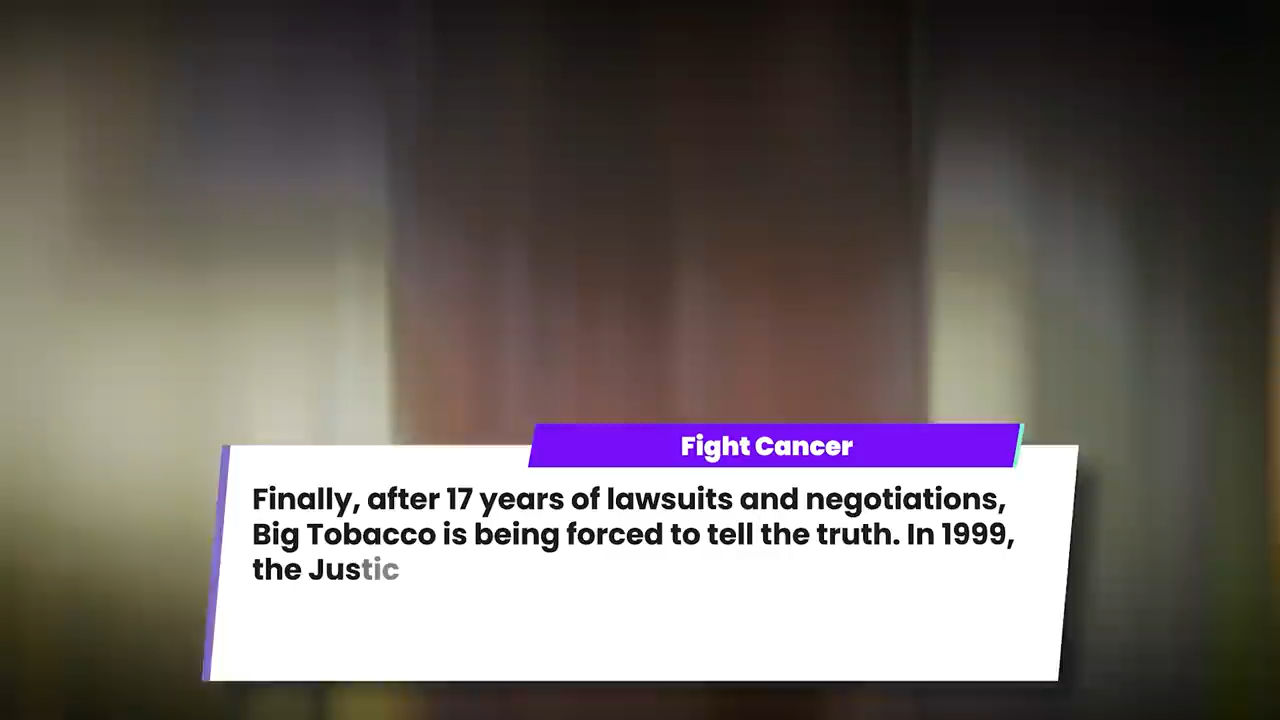 Fight Cancer
Finally, after 17 years of lawsuits and negotiations,
Big Tobacco is being forced to tell the truth. In 1999,
the Justic